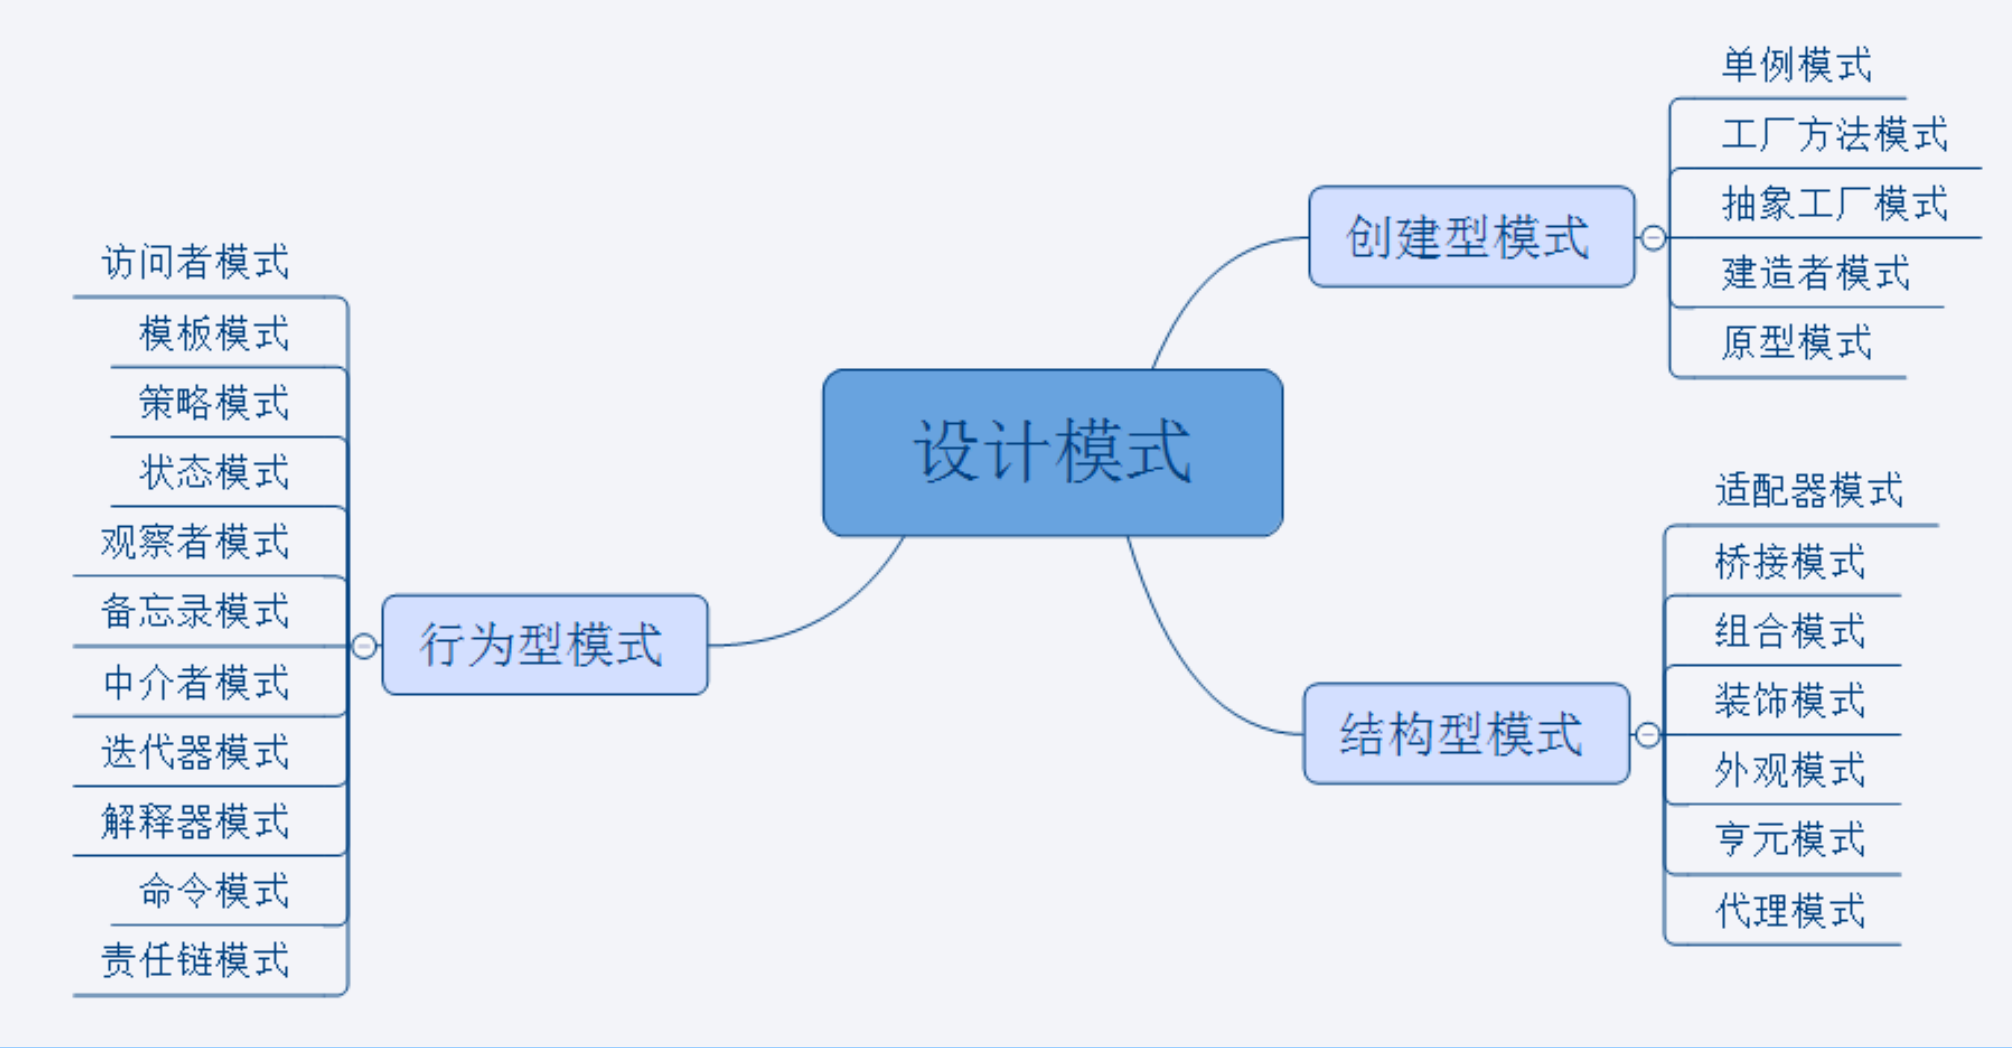 设计模式
创建型模式
单例模式
工厂方法模式
抽象工厂模式
建造者模式
原型模式
结构型模式
适配器模式
桥接模式
组合模式
装饰模式
外观模式
亨元模式
代理模式
行为型模式
访问者模式
模板模式
策略模式
状态模式
观察者模式
备忘录模式
中介者模式
迭代器模式
解释器模式
命令模式
责任链模式